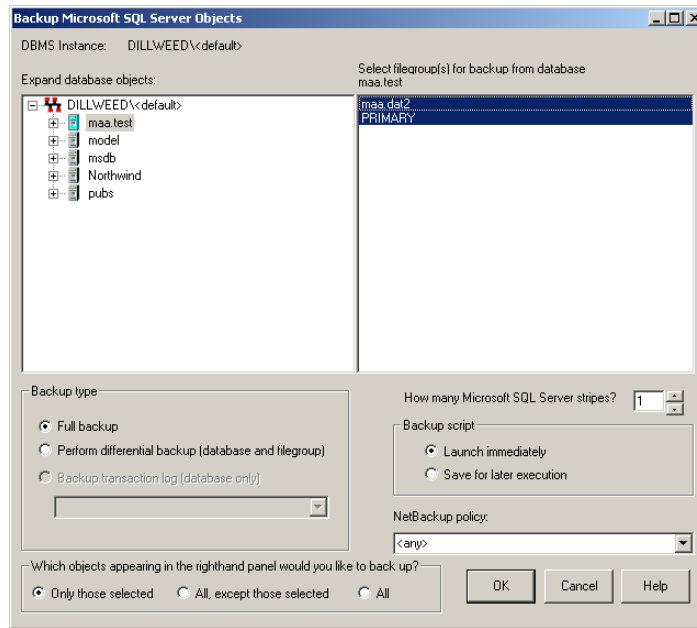 Backup Microsoft SQL Server Objects
DBMS Instance: DILLWEED\<default>
Expand database objects:
Select filegroup(s) for backup from database
maa.test
DILLWEED\<default>
maa.test
model
msdb
Northwind
pubs
maa.dat2
PRIMARY
Backup type
Full backup
Perform differential backup (database and filegroup)
Backup transaction log (database only)
How many Microsoft SQL Server stripes? 1
Backup script
Launch immediately
Save for later execution
NetBackup policy:
<any>
Which objects appearing in the righthand panel would you like to back up?
Only those selected All, except those selected All
OK Cancel Help